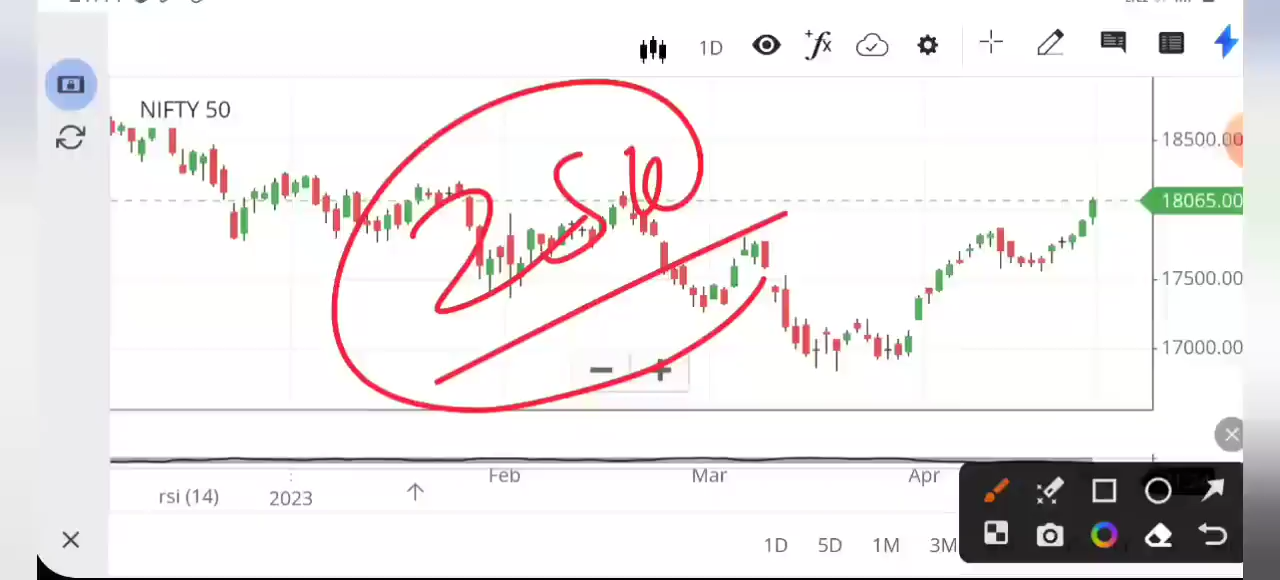 1D
NIFTY 50
18500.00
18065.00
17500.00
17000.00
Feb Mar Apr
rsi (14) 2023
1D 5D 1M 3M